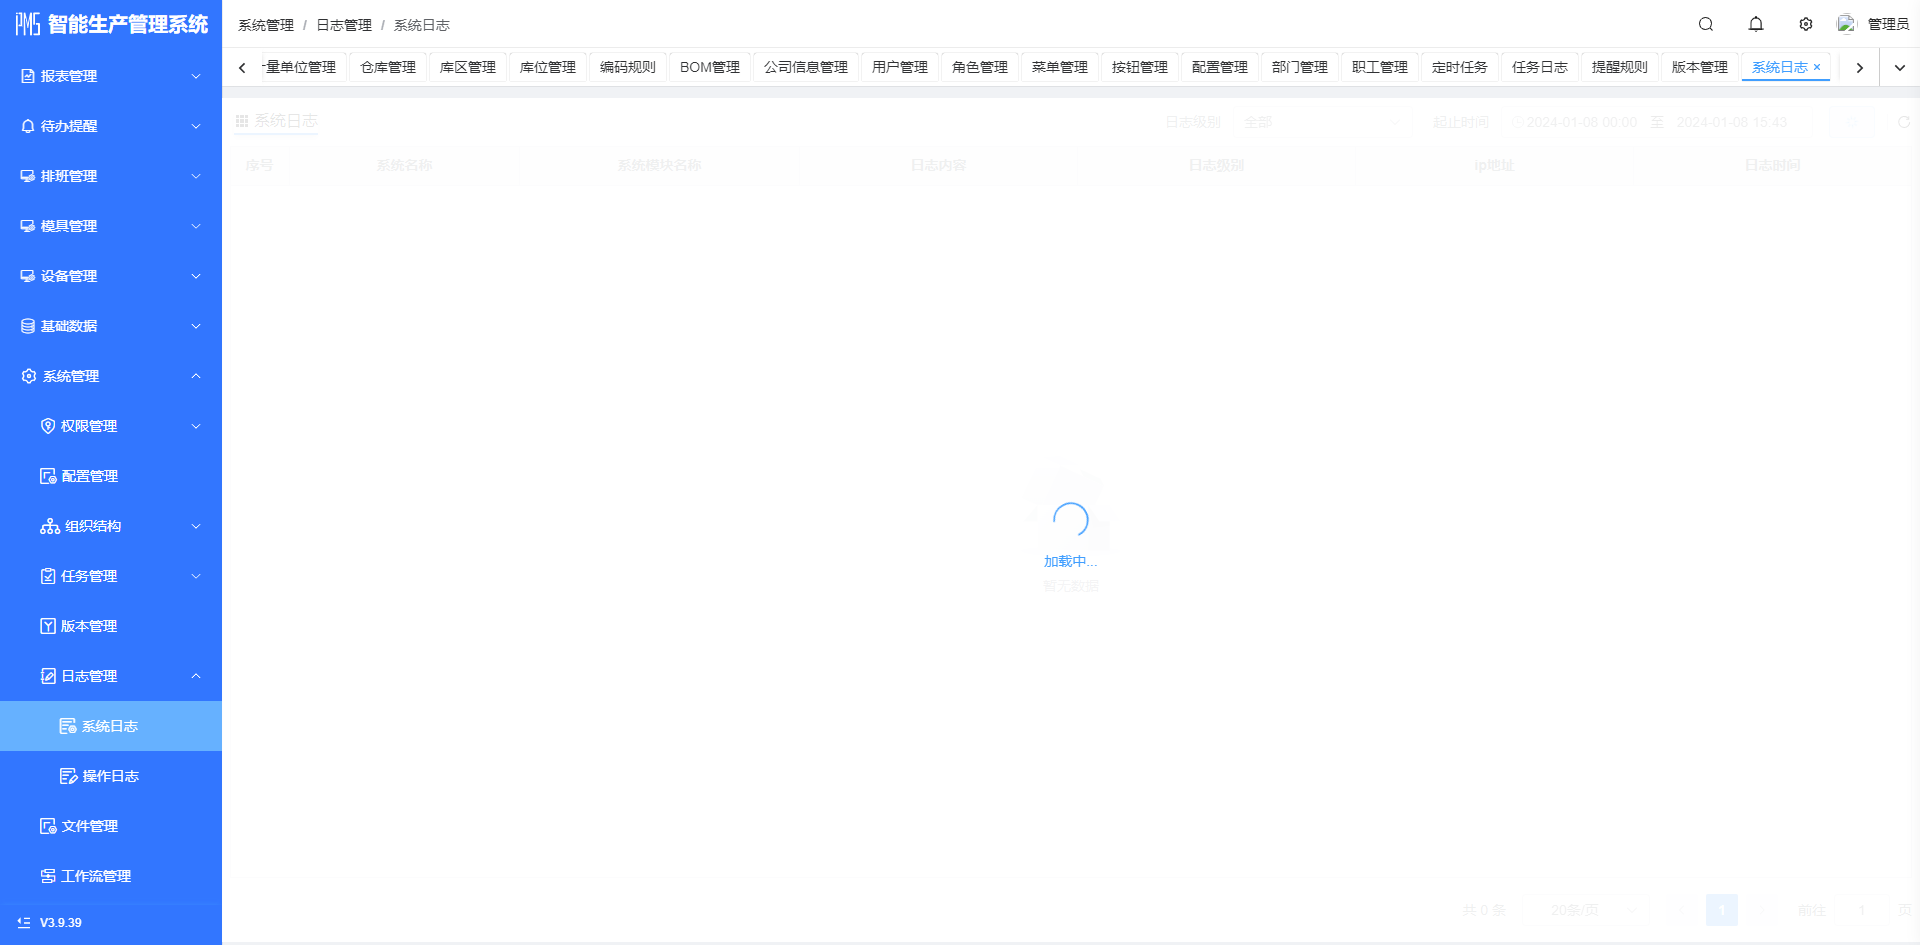 PMS 智能生产管理系统
报表管理
待办提醒
排班管理
模具管理
设备管理
基础数据
系统管理
权限管理
配置管理
组织结构
任务管理
版本管理
日志管理
系统日志
操作日志
文件管理
工作流管理
V3.9.39
系统管理 / 日志管理 / 系统日志
管理员
量单位管理 仓库管理 库区管理 库位管理 编码规则 BOM管理 公司信息管理 用户管理 角色管理 菜单管理 按钮管理 配置管理 部门管理 职工管理 定时任务 任务日志 提醒规则 版本管理 系统日志 ×
系统日志 日志级别 全部 起止时间 2024-01-08 00:00 至 2024-01-08 15:43
序号 系统名称 系统模块名称 日志内容 日志级别 ip地址 日志时间
加载中...
暂无数据
共 0 条 20条/页 1 前往 1 页